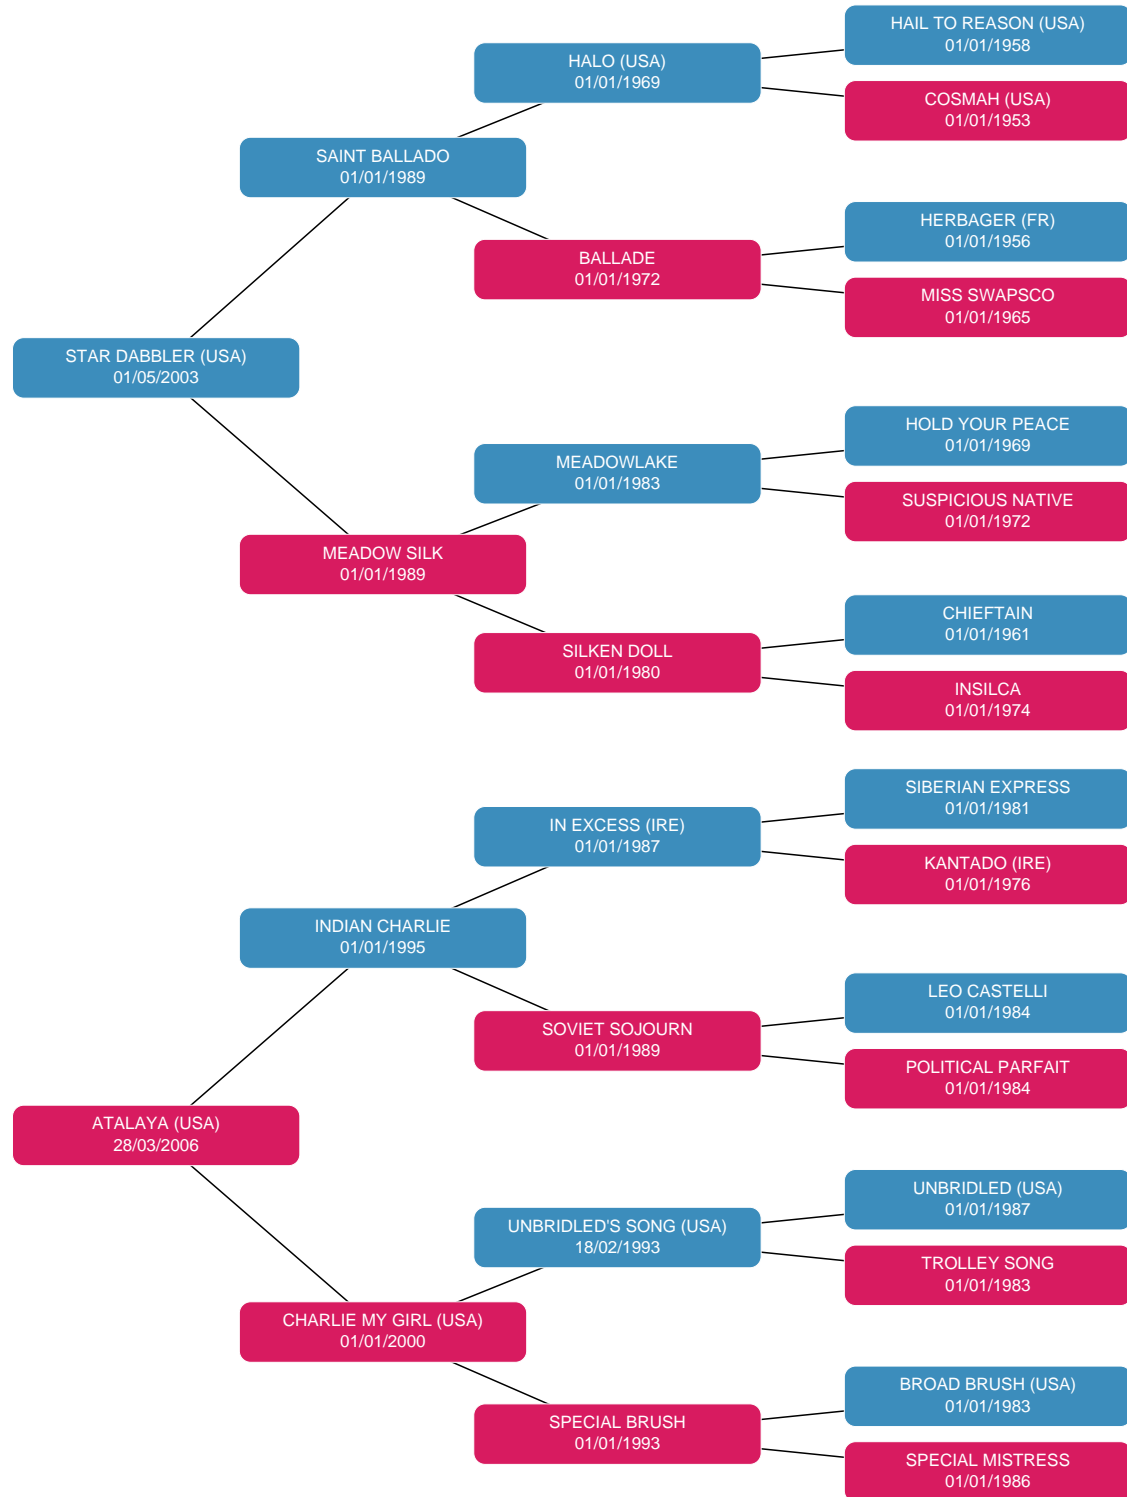 HAIL TO REASON (USA)
01/01/1958
HALO (USA)
01/01/1969
COSMAH (USA)
01/01/1953
SAINT BALLADO
01/01/1989
HERBAGER (FR)
01/01/1956
BALLADE
01/01/1972
MISS SWAPSCO
01/01/1965
STAR DABBLER (USA)
01/05/2003
HOLD YOUR PEACE
01/01/1969
MEADOWLAKE
01/01/1983
SUSPICIOUS NATIVE
01/01/1972
MEADOW SILK
01/01/1989
CHIEFTAIN
01/01/1961
SILKEN DOLL
01/01/1980
INSILCA
01/01/1974
SIBERIAN EXPRESS
01/01/1981
IN EXCESS (IRE)
01/01/1987
KANTADO (IRE)
01/01/1976
INDIAN CHARLIE
01/01/1995
LEO CASTELLI
01/01/1984
SOVIET SOJOURN
01/01/1989
POLITICAL PARFAIT
01/01/1984
ATALAYA (USA)
28/03/2006
UNBRIDLED (USA)
01/01/1987
UNBRIDLED'S SONG (USA)
18/02/1993
TROLLEY SONG
01/01/1983
CHARLIE MY GIRL (USA)
01/01/2000
BROAD BRUSH (USA)
01/01/1983
SPECIAL BRUSH
01/01/1993
SPECIAL MISTRESS
01/01/1986